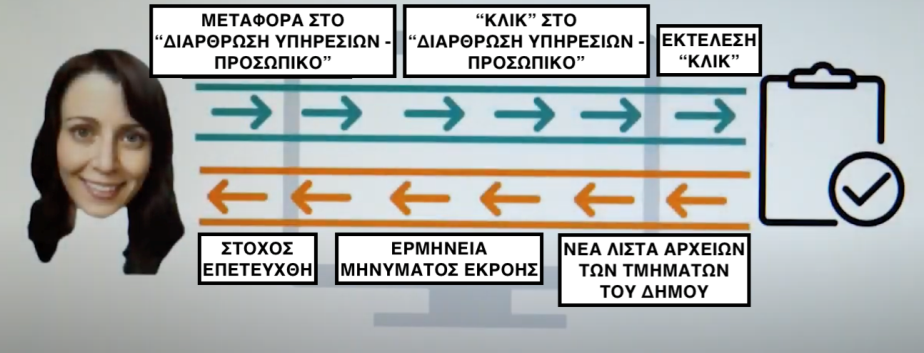 ΜΕΤΑΦΟΡΑ ΣΤΟ
“ΔΙΑΡΘΡΩΣΗ ΥΠΗΡΕΣΙΩΝ -
ΠΡΟΣΩΠΙΚΟ”
“ΚΛΙΚ” ΣΤΟ
“ΔΙΑΡΘΡΩΣΗ ΥΠΗΡΕΣΙΩΝ -
ΠΡΟΣΩΠΙΚΟ”
ΕΚΤΕΛΕΣΗ
“ΚΛΙΚ”
ΣΤΟΧΟΣ
ΕΠΕΤΕΥΧΘΗ
ΕΡΜΗΝΕΙΑ
ΜΗΝΥΜΑΤΟΣ ΕΚΡΟΗΣ
ΝΕΑ ΛΙΣΤΑ ΑΡΧΕΙΩΝ
ΤΩΝ ΤΜΗΜΑΤΩΝ
ΤΟΥ ΔΗΜΟΥ